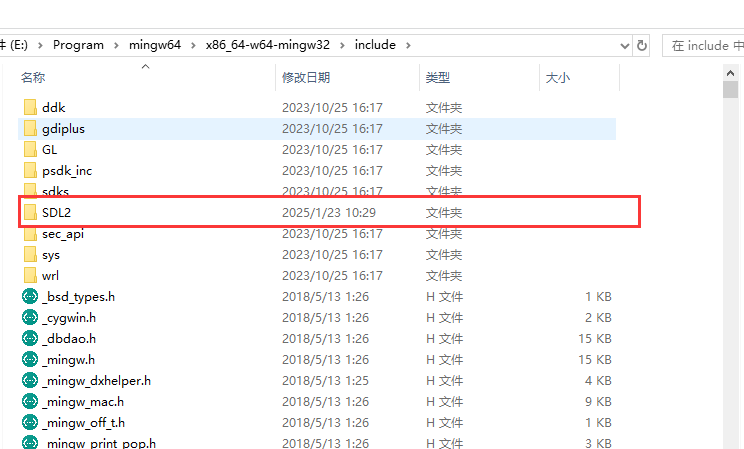 件 (E:) > Program > mingw64 > x86_64-w64-mingw32 > include >
在 include 中
名称 修改日期 类型 大小
ddk 2023/10/25 16:17 文件夹
gdiplus 2023/10/25 16:17 文件夹
GL 2023/10/25 16:17 文件夹
psdk_inc 2023/10/25 16:17 文件夹
sdks 2023/10/25 16:17 文件夹
SDL2 2025/1/23 10:29 文件夹
sec_api 2023/10/25 16:17 文件夹
sys 2023/10/25 16:17 文件夹
wrl 2023/10/25 16:17 文件夹
_bsd_types.h 2018/5/13 1:26 H 文件 1 KB
_cygwin.h 2018/5/13 1:26 H 文件 2 KB
_dbdao.h 2018/5/13 1:26 H 文件 15 KB
_mingw.h 2018/5/13 1:26 H 文件 15 KB
_mingw_dxhelper.h 2018/5/13 1:25 H 文件 4 KB
_mingw_mac.h 2018/5/13 1:26 H 文件 9 KB
_mingw_off_t.h 2018/5/13 1:26 H 文件 1 KB
_mingw_print_pop.h 2018/5/13 1:26 H 文件 3 KB